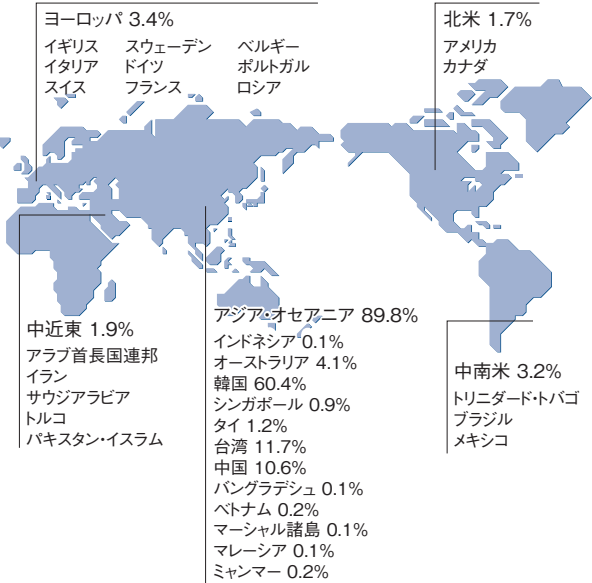 ヨーロッパ 3.4%
イギリス スウェーデン ベルギー
イタリア ドイツ ポルトガル
スイス フランス ロシア
北米 1.7%
アメリカ
カナダ
中近東 1.9%
アラブ首長国連邦
イラン
サウジアラビア
トルコ
パキスタン・イスラム
アジア・オセアニア 89.8%
インドネシア 0.1%
オーストラリア 4.1%
韓国 60.4%
シンガポール 0.9%
タイ 1.2%
台湾 11.7%
中国 10.6%
バングラデシュ 0.1%
ベトナム 0.2%
マーシャル諸島 0.1%
マレーシア 0.1%
ミャンマー 0.2%
中南米 3.2%
トリニダード・トバゴ
ブラジル
メキシコ